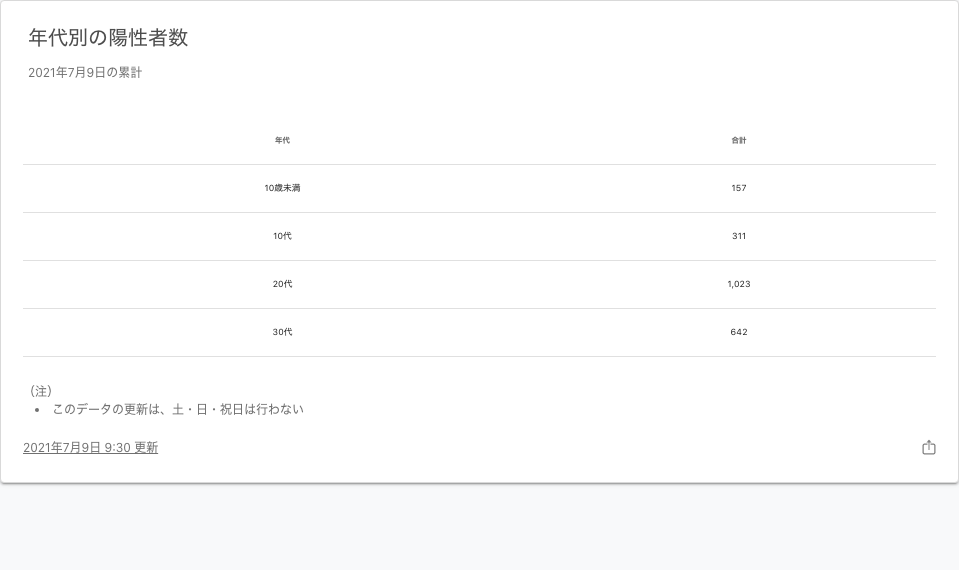 年代別の陽性者数
2021年7月9日の累計
年代 合計
10歳未満 157
10代 311
20代 1,023
30代 642
（注）
• このデータの更新は、土・日・祝日は行わない
2021年7月9日 9:30 更新